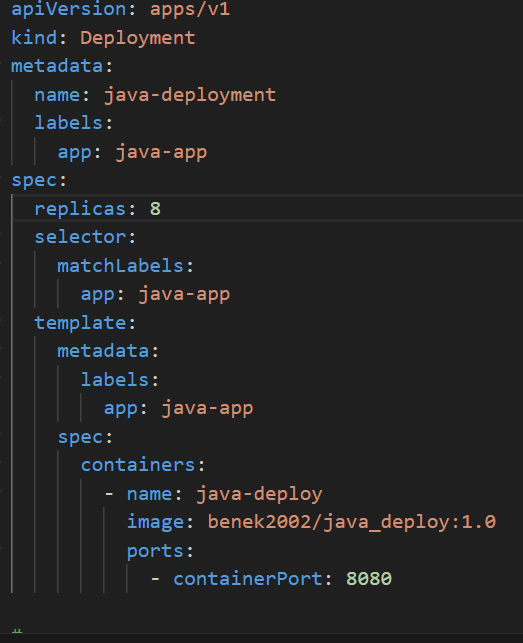 apiVersion: apps/v1
kind: Deployment
metadata:
  name: java-deployment
  labels:
    app: java-app
spec:
  replicas: 8
  selector:
    matchLabels:
      app: java-app
  template:
    metadata:
      labels:
        app: java-app
    spec:
      containers:
        - name: java-deploy
          image: benek2002/java_deploy:1.0
          ports:
            - containerPort: 8080
#